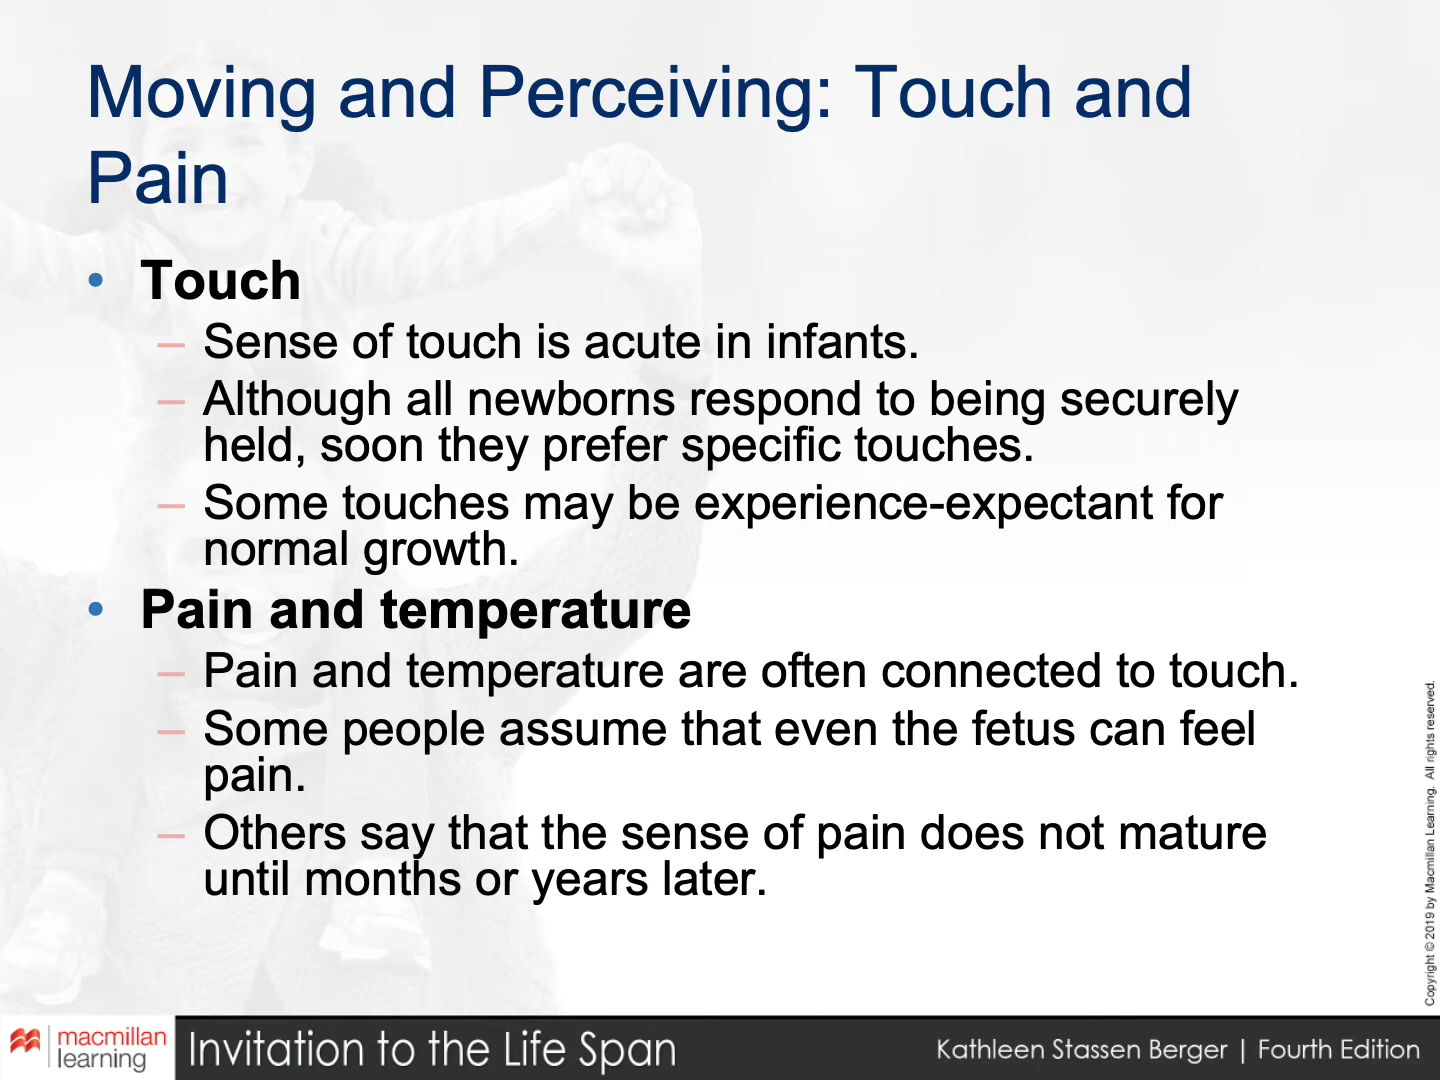 Moving and Perceiving: Touch and
Pain
• Touch
– Sense of touch is acute in infants.
– Although all newborns respond to being securely
held, soon they prefer specific touches.
– Some touches may be experience-expectant for
normal growth.
• Pain and temperature
– Pain and temperature are often connected to touch.
– Some people assume that even the fetus can feel
pain.
– Others say that the sense of pain does not mature
until months or years later.
Copyright © 2019 by Macmillan Learning. All rights reserved.
macmillan
learning
Invitation to the Life Span
Kathleen Stassen Berger | Fourth Edition